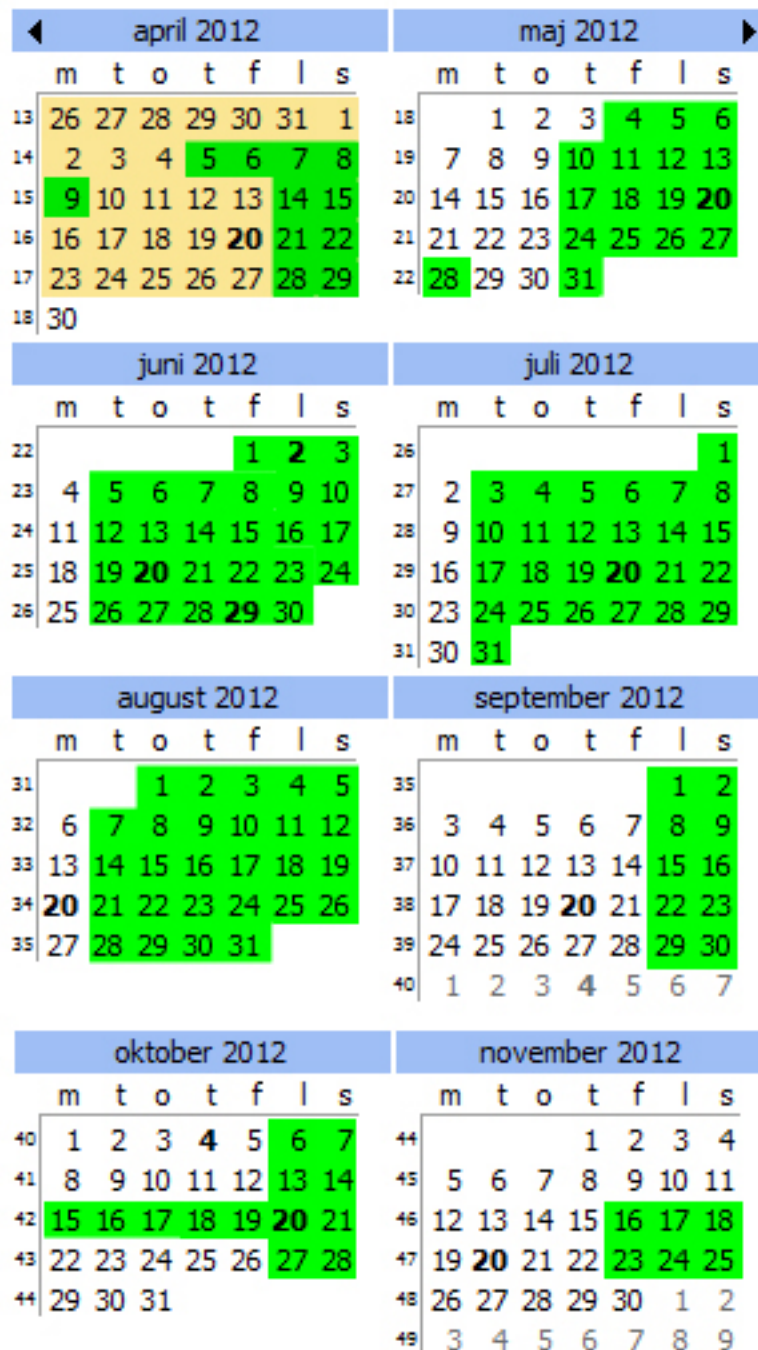 april 2012
m t o t f l s
13 26 27 28 29 30 31 1
14 2 3 4 5 6 7 8
15 9 10 11 12 13 14 15
16 16 17 18 19 20 21 22
17 23 24 25 26 27 28 29
18 30
maj 2012
m t o t f l s
18 1 2 3 4 5 6
19 7 8 9 10 11 12 13
20 14 15 16 17 18 19 20
21 21 22 23 24 25 26 27
22 28 29 30 31
juni 2012
m t o t f l s
22 1 2 3
23 4 5 6 7 8 9 10
24 11 12 13 14 15 16 17
25 18 19 20 21 22 23 24
26 25 26 27 28 29 30
juli 2012
m t o t f l s
26 1
27 2 3 4 5 6 7 8
28 9 10 11 12 13 14 15
29 16 17 18 19 20 21 22
30 23 24 25 26 27 28 29
31 30 31
august 2012
m t o t f l s
31 1 2 3 4 5
32 6 7 8 9 10 11 12
33 13 14 15 16 17 18 19
34 20 21 22 23 24 25 26
35 27 28 29 30 31
september 2012
m t o t f l s
35 1 2
36 3 4 5 6 7 8 9
37 10 11 12 13 14 15 16
38 17 18 19 20 21 22 23
39 24 25 26 27 28 29 30
40 1 2 3 4 5 6 7
oktober 2012
m t o t f l s
40 1 2 3 4 5 6 7
41 8 9 10 11 12 13 14
42 15 16 17 18 19 20 21
43 22 23 24 25 26 27 28
44 29 30 31
november 2012
m t o t f l s
44 1 2 3 4
45 5 6 7 8 9 10 11
46 12 13 14 15 16 17 18
47 19 20 21 22 23 24 25
48 26 27 28 29 30 1 2
49 3 4 5 6 7 8 9